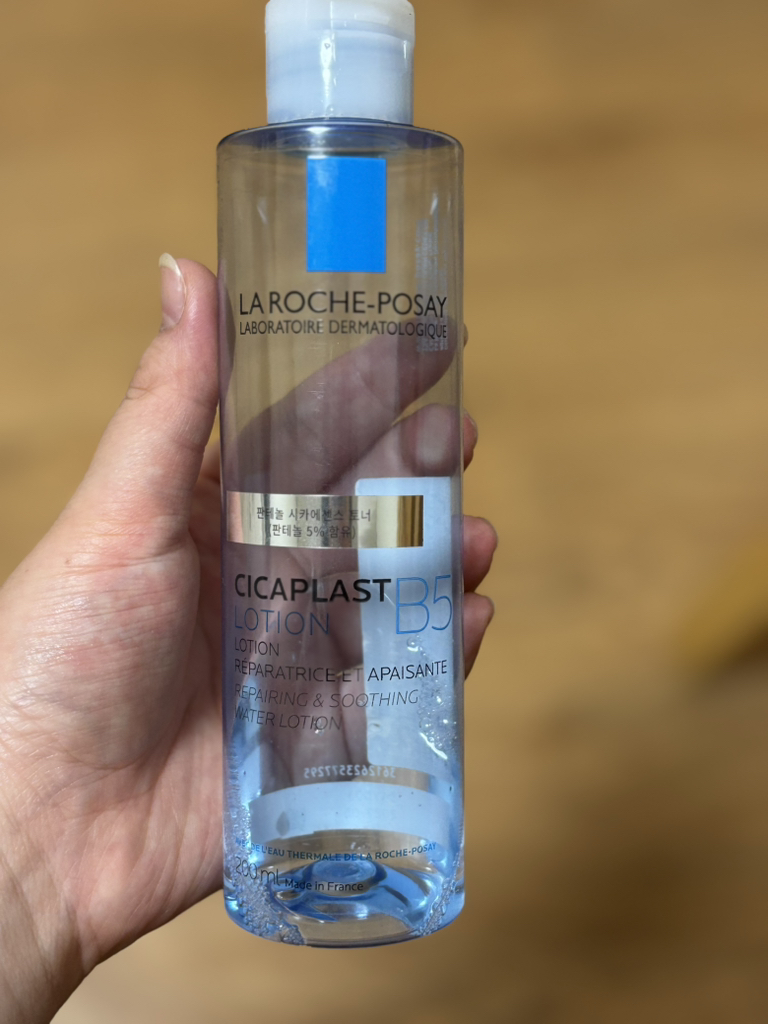 LA ROCHE-POSAY
LABORATOIRE DERMATOLOGIQUE
판테놀 시카에센스 토너
(판테놀 5% 함유)
CICAPLAST B5
LOTION
LOTION
RÉPARATRICE ET APAISANTE
REPAIRING & SOOTHING
WATER LOTION
3612623577295
L'EAU THERMALE DE LA ROCHE-POSAY
200 ml Made in France